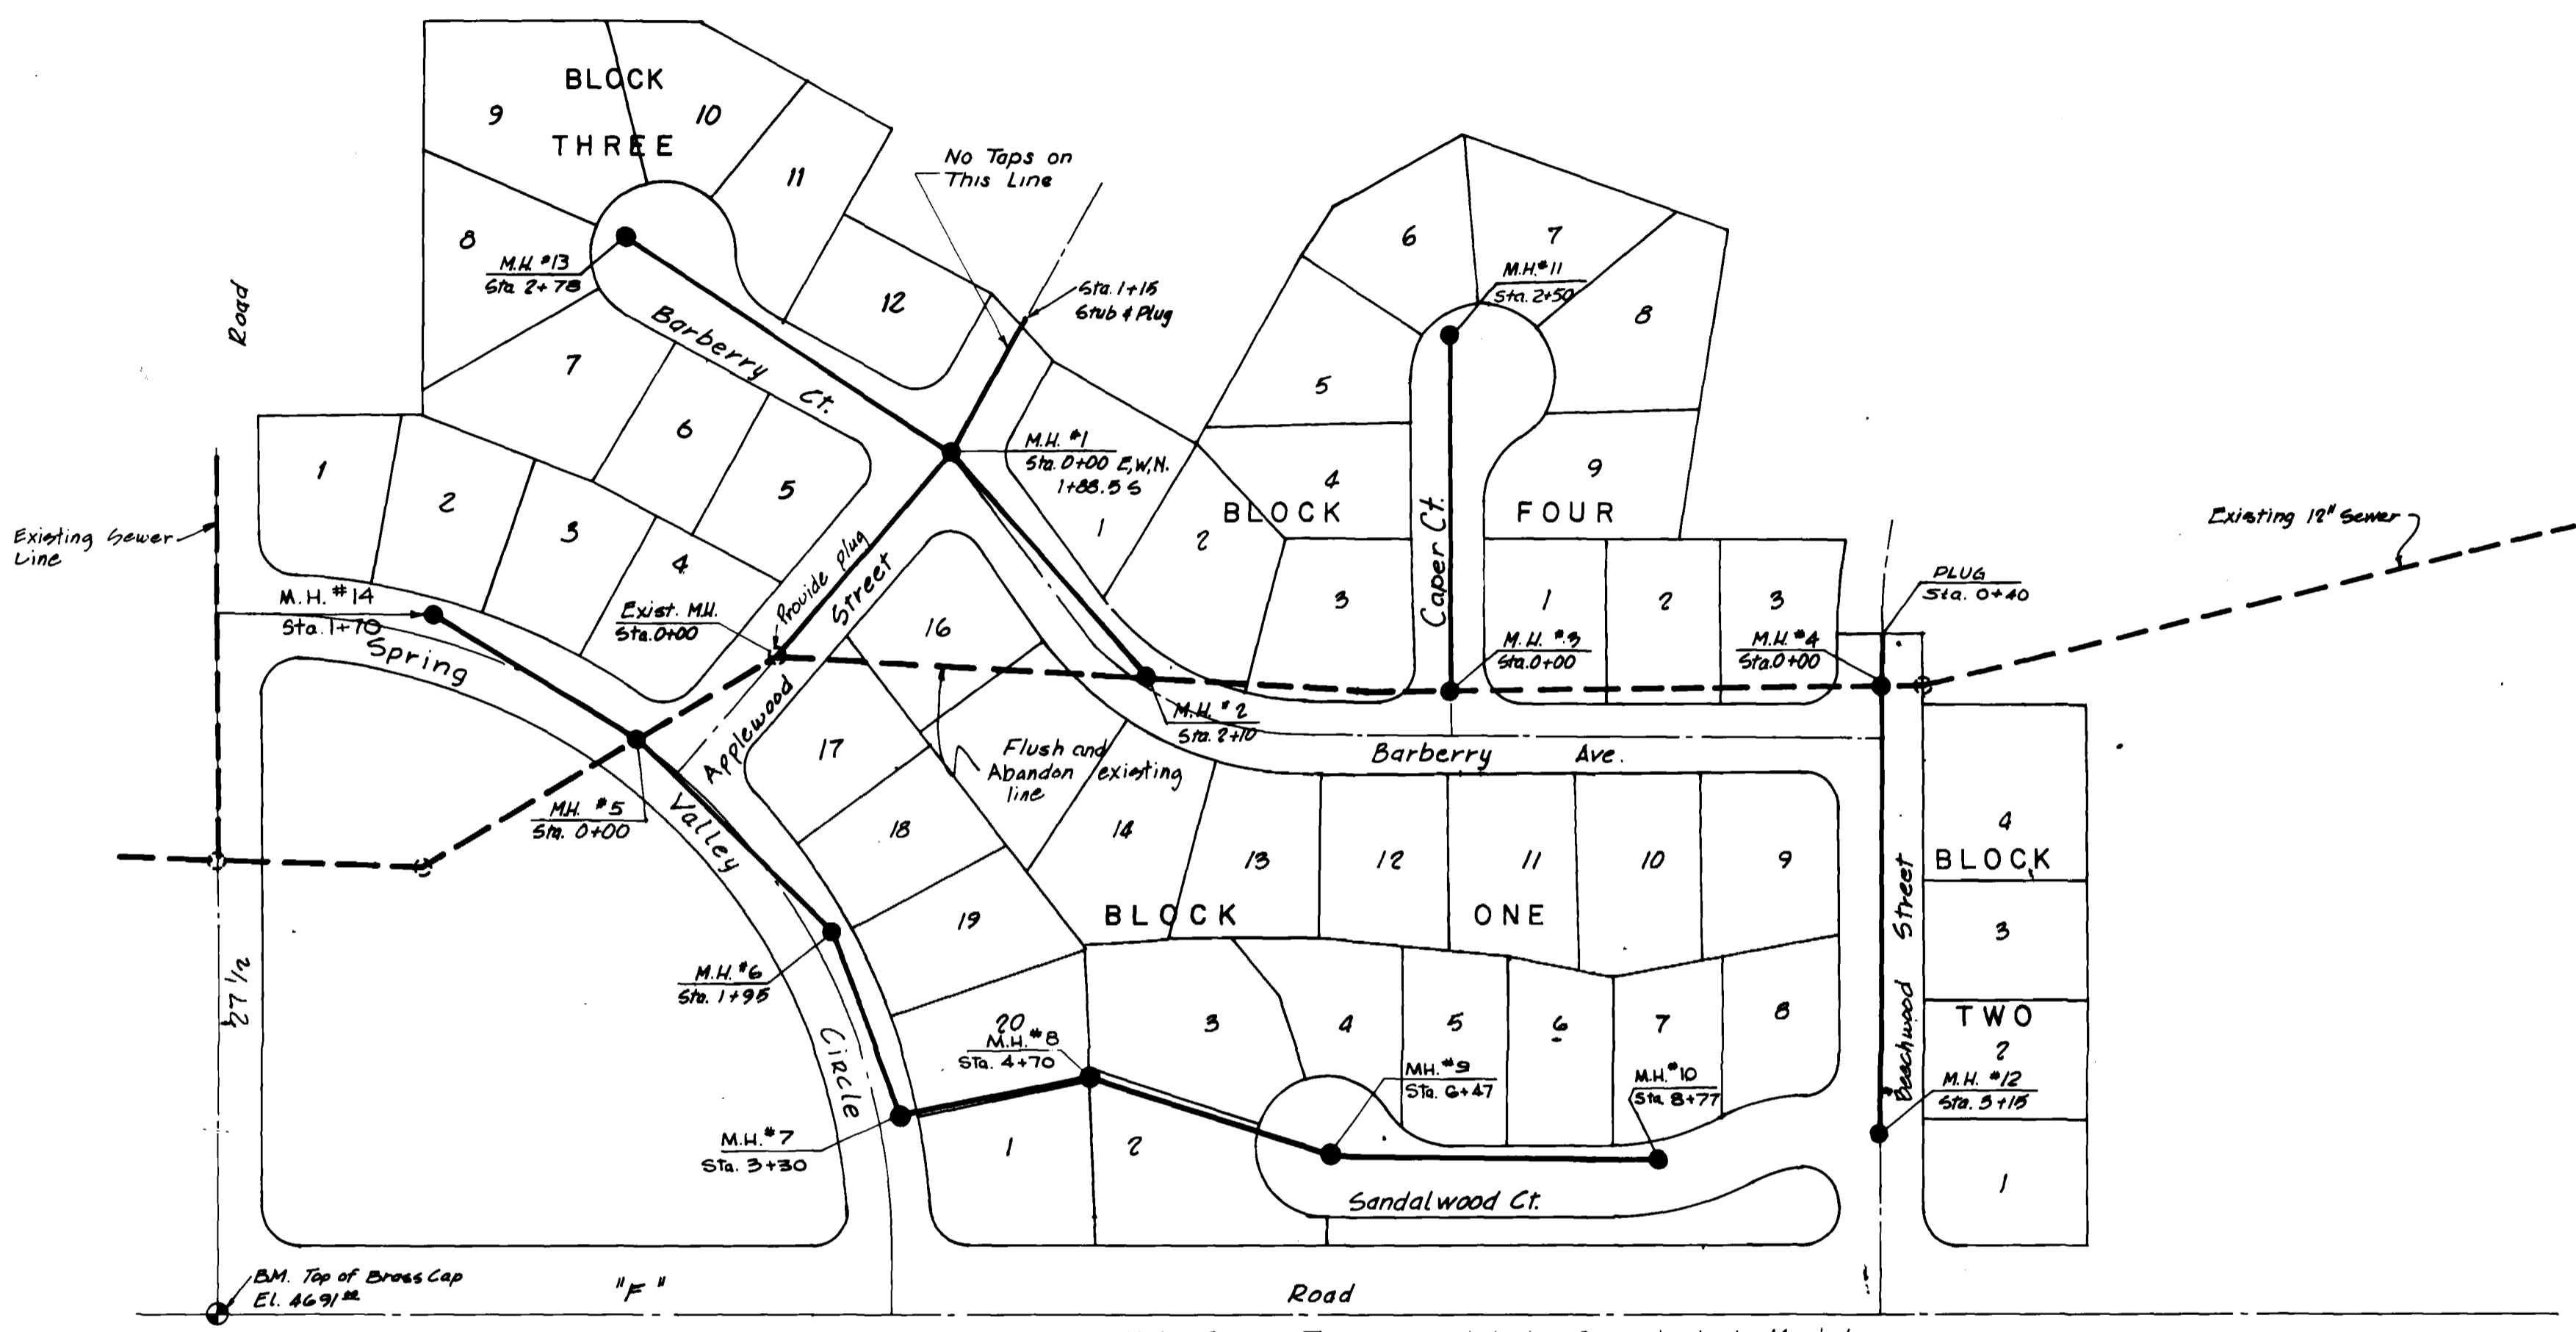 BLOCK
THREE
9
10
11
8
12
7
6
5
M.H. #13
Sta. 2+78
Barberry Ct.
No Taps on
This Line
Sta. 1+15
Stub & Plug
M.H. #1
Sta. 0+00 E,W,N.
1+88.5 S
Road
1
2
3
4
Existing Sewer
Line
M.H. #14
Sta. 1+70
Spring
Valley
Circle
Exist. M.H.
Sta. 0+00
Provide plug
Applewood Street
6
7
5
8
4
9
M.H. #11
Sta. 2+50
BLOCK FOUR
Caper Ct.
1
2
3
1
2
3
M.H. #3
Sta. 0+00
M.H. #4
Sta. 0+00
PLUG
Sta. 0+40
Existing 12" Sewer
M.H. #2
Sta. 2+10
Barberry Ave.
Flush and
Abandon existing
line
M.H. #5
Sta. 0+00
16
17
18
19
14
13
12
11
10
9
BLOCK ONE
M.H. #6
Sta. 1+95
27 1/2
20
M.H. #8
Sta. 4+70
3
4
5
6
7
8
MH. #9
Sta. 6+47
M.H. #10
Sta 8+77
M.H. #7
Sta. 3+30
1
2
Sandalwood Ct.
Beechwood Street
4
BLOCK
3
TWO
2
M.H. #12
Sta. 3+15
1
B.M. Top of Brass Cap
El. 4691
"F" Road